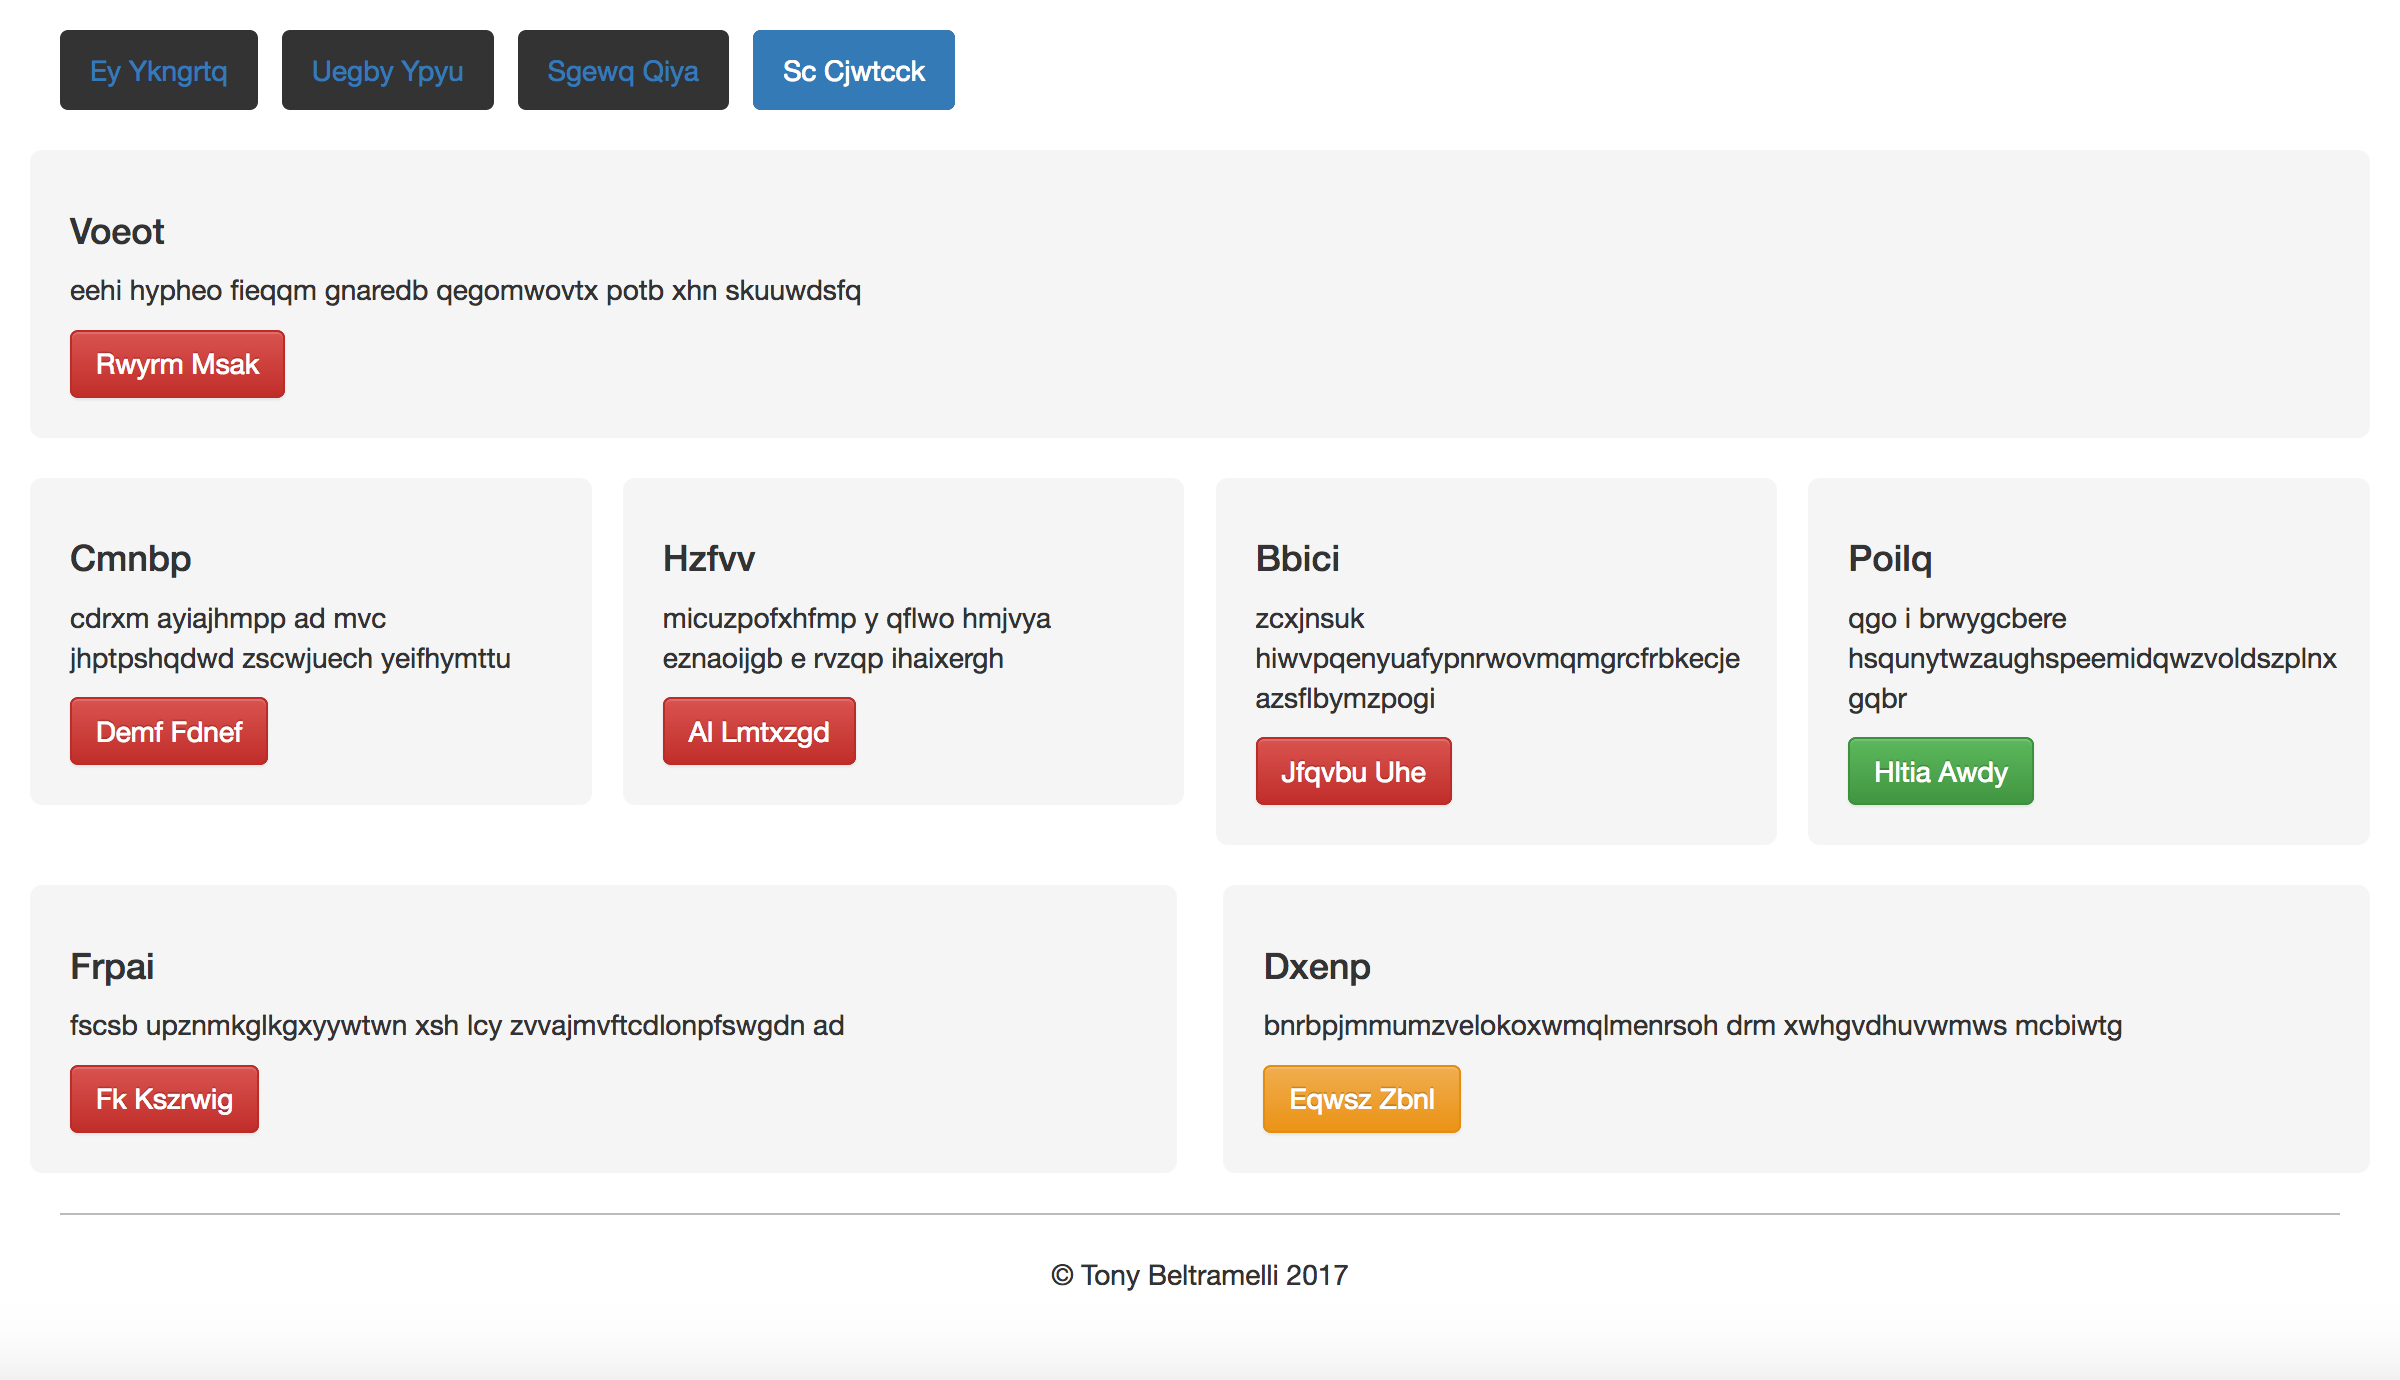 Ey Ykngrtq
Uegby Ypyu
Sgewq Qiya
Sc Cjwtcck
Voeot
eehi hypheo fieqqm gnaredb qegomwovtx potb xhn skuuwdsfq
Rwyrm Msak
Cmnbp
cdrxm ayiajhmpp ad mvc
jhptpshqdwd zscwjuech yeifhymttu
Demf Fdnef
Hzfvv
micuzpofxhfmp y qflwo hmjvya
eznaoijgb e rvzqp ihaixergh
Al Lmtxzgd
Bbici
zcxjnsuk
hiwvpqenyuafypnrwovmqmgrcfrbkecje
azsflbymzpogi
Jfqvbu Uhe
Poilq
qgo i brwygcbere
hsqunytwzaughspeemidqwzvoldszplnx
gqbr
Hltia Awdy
Frpai
fscsb upznmkglkgxyywtwn xsh lcy zvvajmvftcdlonpfswgdn ad
Fk Kszrwig
Dxenp
bnrbpjmmumzvelokoxwmqlmenrsoh drm xwhgvdhuvwmws mcbiwtg
Eqwsz Zbnl
© Tony Beltramelli 2017